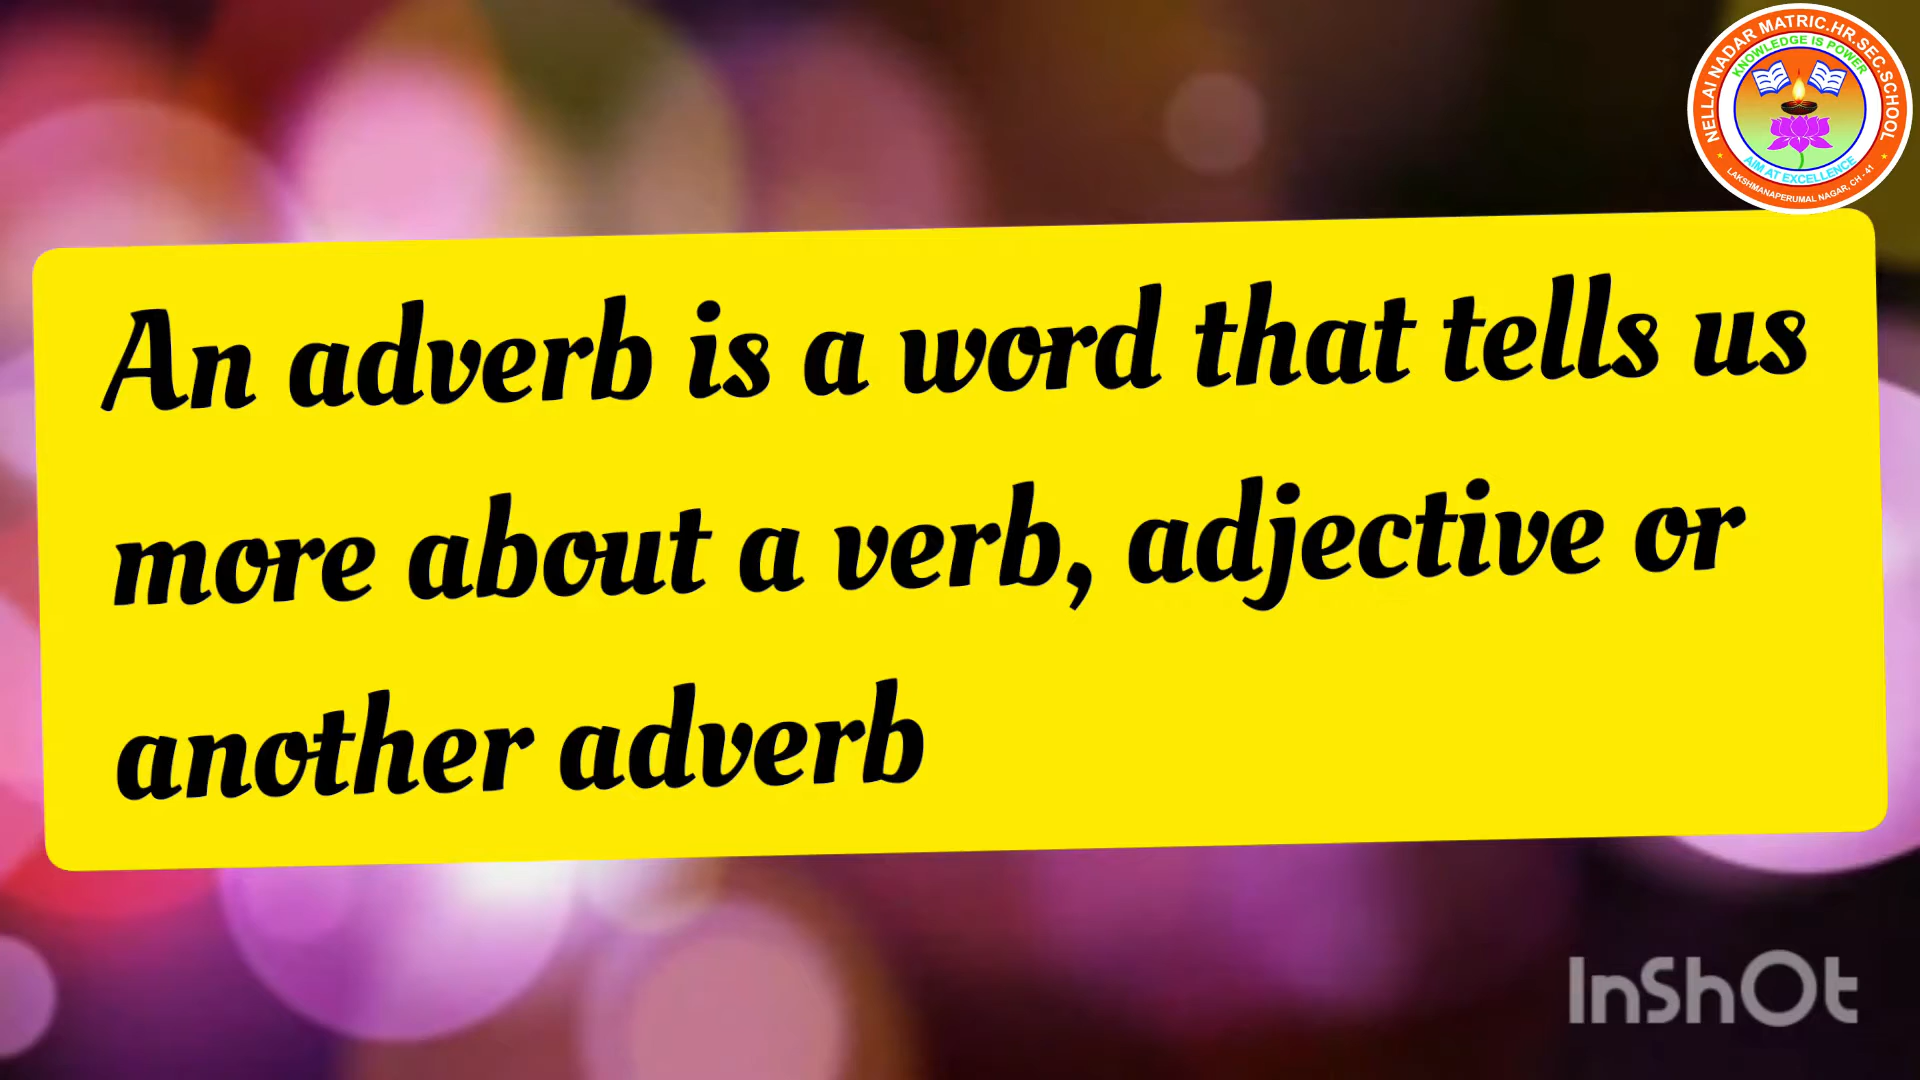 NELLAI NADAR MATRIC.HR.SEC.SCHOOL
KNOWLEDGE IS POWER
AIM AT EXCELLENCE
LAKSHMANAPERUMAL NAGAR, CH - 41
An adverb is a word that tells us
more about a verb, adjective or
another adverb
InShOt